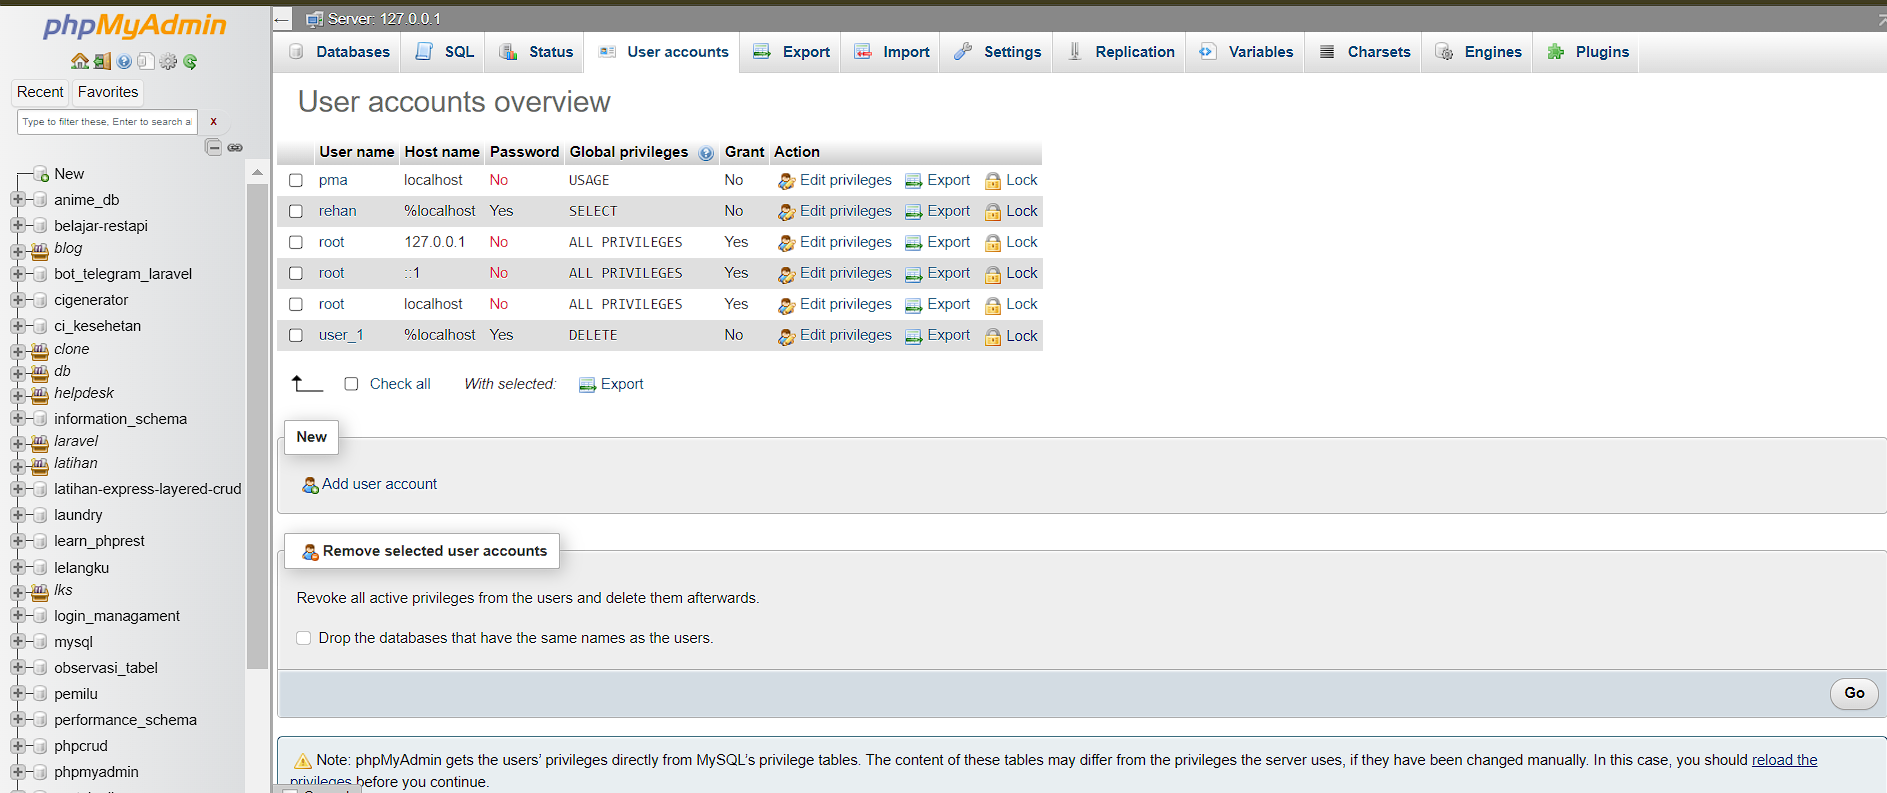 phpMyAdmin
Recent
Favorites
Type to filter these, Enter to search al
x
New
anime_db
belajar-restapi
blog
bot_telegram_laravel
cigenerator
ci_kesehetan
clone
db
helpdesk
information_schema
laravel
latihan
latihan-express-layered-crud
laundry
learn_phprest
lelangku
lks
login_managament
mysql
observasi_tabel
pemilu
performance_schema
phpcrud
phpmyadmin
Server: 127.0.0.1
Databases SQL Status User accounts Export Import Settings Replication Variables Charsets Engines Plugins
User accounts overview
User name Host name Password Global privileges Grant Action
pma localhost No USAGE No Edit privileges Export Lock
rehan %localhost Yes SELECT No Edit privileges Export Lock
root 127.0.0.1 No ALL PRIVILEGES Yes Edit privileges Export Lock
root ::1 No ALL PRIVILEGES Yes Edit privileges Export Lock
root localhost No ALL PRIVILEGES Yes Edit privileges Export Lock
user_1 %localhost Yes DELETE No Edit privileges Export Lock
Check all With selected: Export
New
Add user account
Remove selected user accounts
Revoke all active privileges from the users and delete them afterwards.
Drop the databases that have the same names as the users.
Go
Note: phpMyAdmin gets the users’ privileges directly from MySQL’s privilege tables. The content of these tables may differ from the privileges the server uses, if they have been changed manually. In this case, you should reload the
privileges before you continue.